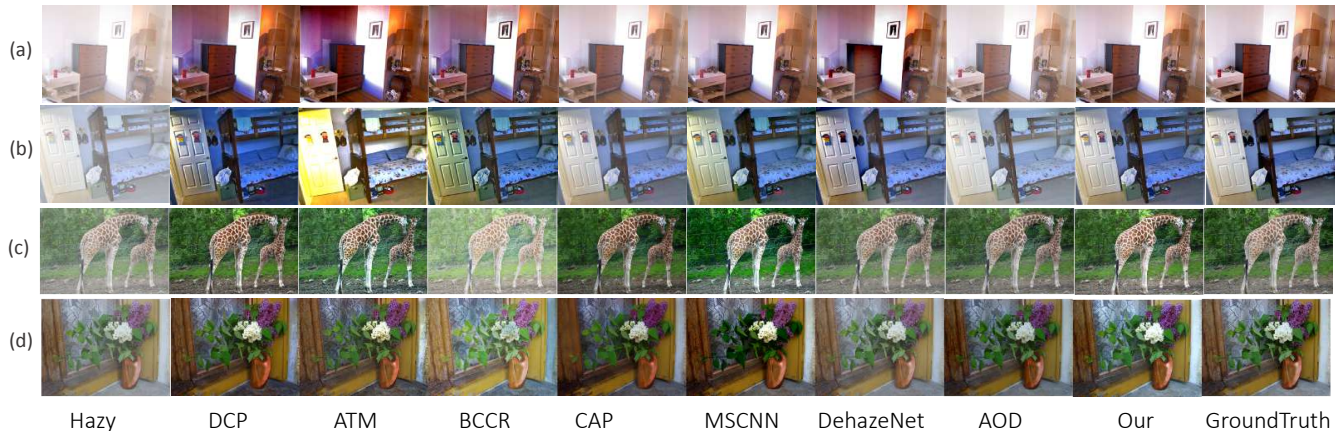 (a)
(b)
(c)
(d)
Hazy DCP ATM BCCR CAP MSCNN DehazeNet AOD Our GroundTruth